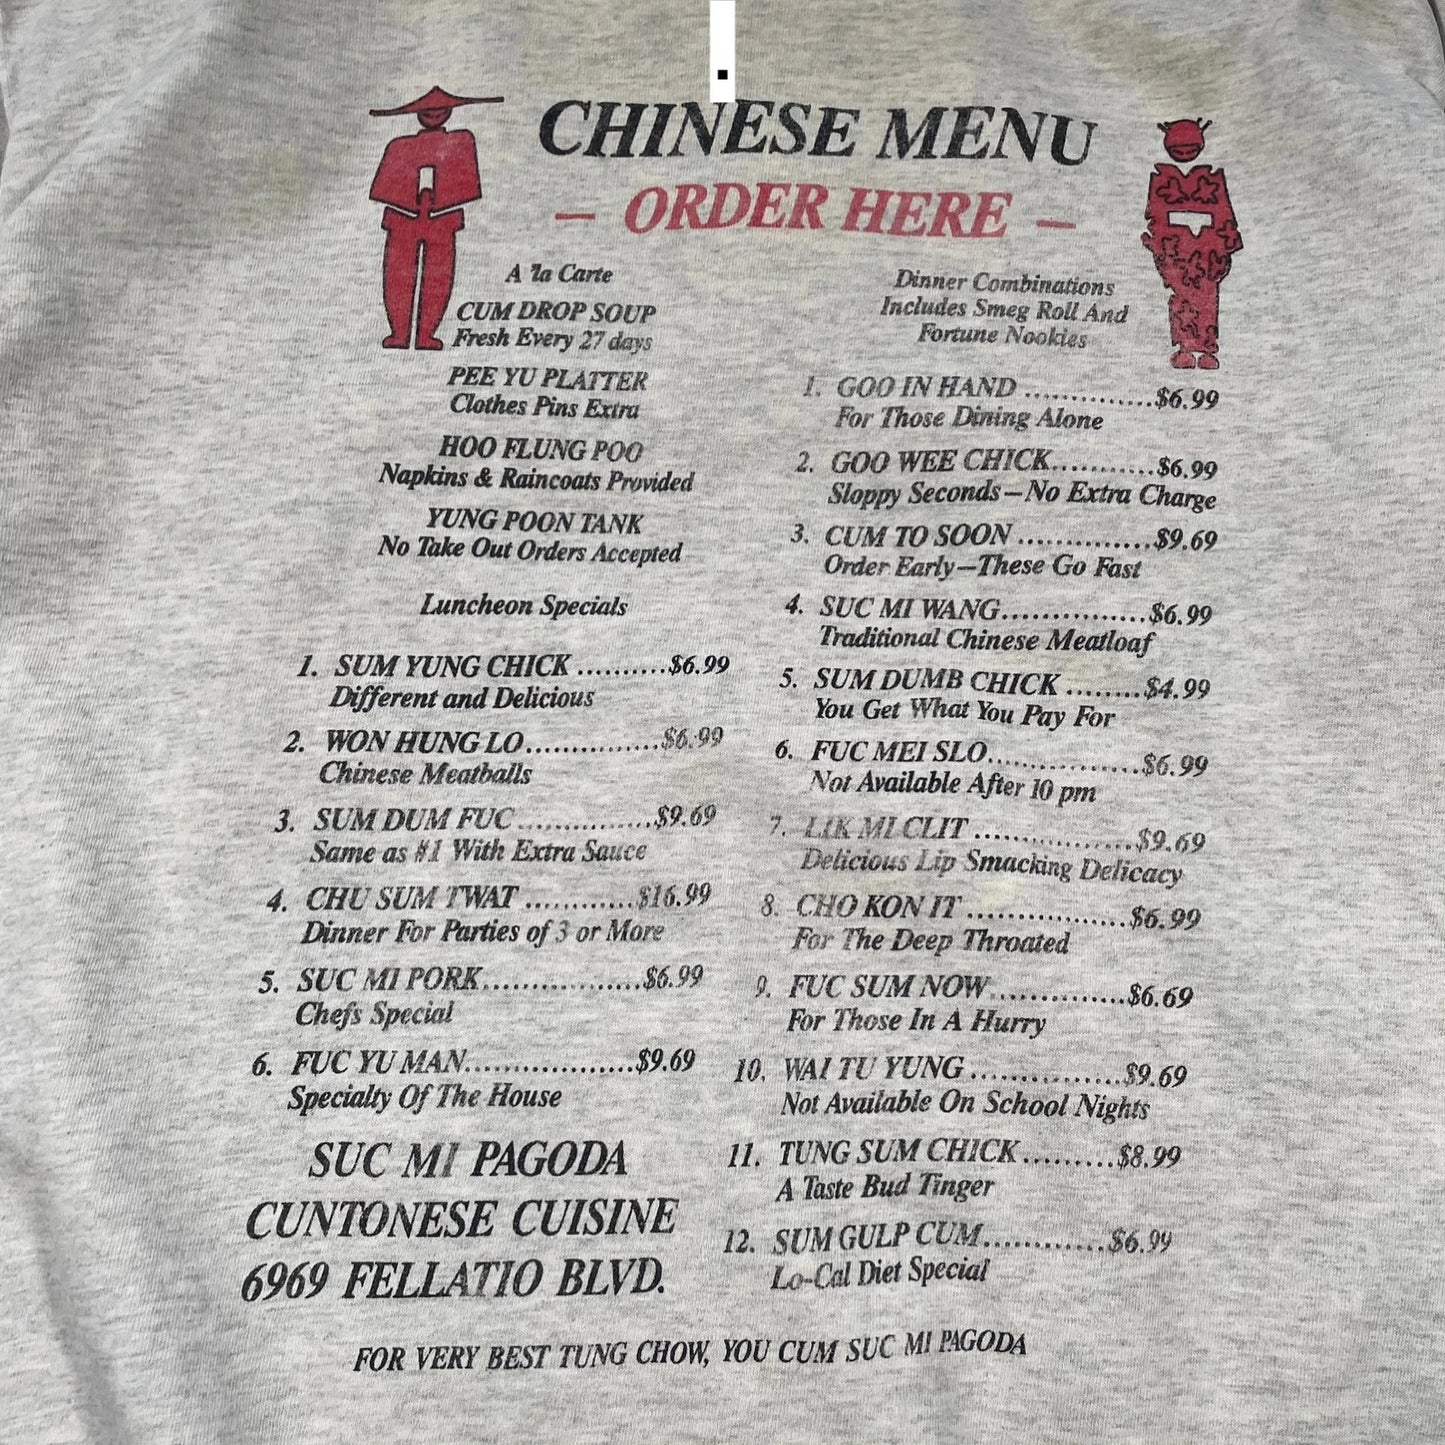 CHINESE MENU
– ORDER HERE –
A 'la Carte
CUM DROP SOUP
Fresh Every 27 days
PEE YU PLATTER
Clothes Pins Extra
HOO FLUNG POO
Napkins & Raincoats Provided
YUNG POON TANK
No Take Out Orders Accepted
Luncheon Specials
1. SUM YUNG CHICK ..........$6.99
Different and Delicious
2. WON HUNG LO...............$6.99
Chinese Meatballs
3. SUM DUM FUC ...............$9.69
Same as #1 With Extra Sauce
4. CHU SUM TWAT ............$16.99
Dinner For Parties of 3 or More
5. SUC MI PORK.................$6.99
Chefs Special
6. FUC YU MAN..................$9.69
Specialty Of The House
SUC MI PAGODA
CUNTONESE CUISINE
6969 FELLATIO BLVD.
Dinner Combinations
Includes Smeg Roll And
Fortune Nookies
1. GOO IN HAND ..............$6.99
For Those Dining Alone
2. GOO WEE CHICK...........$6.99
Sloppy Seconds—No Extra Charge
3. CUM TO SOON ..............$9.69
Order Early—These Go Fast
4. SUC MI WANG...............$6.99
Traditional Chinese Meatloaf
5. SUM DUMB CHICK ........$4.99
You Get What You Pay For
6. FUC MEI SLO................$6.99
Not Available After 10 pm
7. LIK MI CLIT .................$9.69
Delicious Lip Smacking Delicacy
8. CHO KON IT .................$6.99
For The Deep Throated
9. FUC SUM NOW..............$6.69
For Those In A Hurry
10. WAI TU YUNG ................$9.69
Not Available On School Nights
11. TUNG SUM CHICK.........$8.99
A Taste Bud Tinger
12. SUM GULP CUM............$6.99
Lo-Cal Diet Special
FOR VERY BEST TUNG CHOW, YOU CUM SUC MI PAGODA